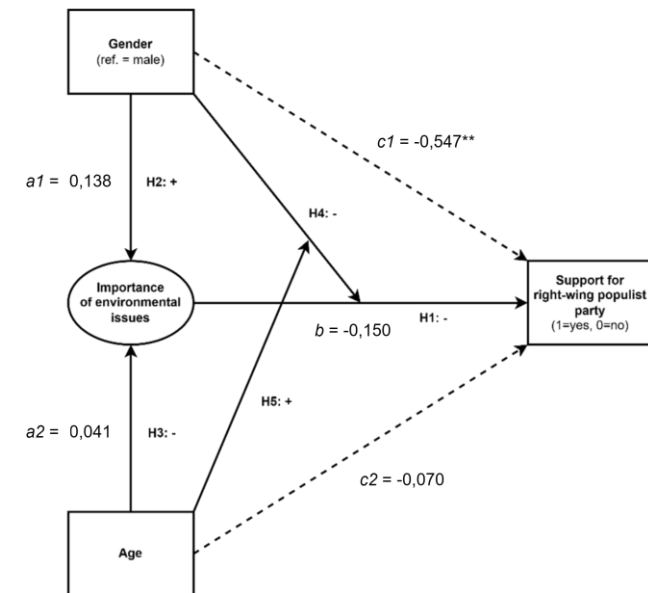 Gender
(ref. = male)
c1 = -0,547**
a1 = 0,138
H2: +
H4: -
Importance
of environmental
issues
Support for
right-wing populist
party
(1=yes, 0=no)
H1: -
b = -0,150
H5: +
a2 = 0,041
H3: -
c2 = -0,070
Age